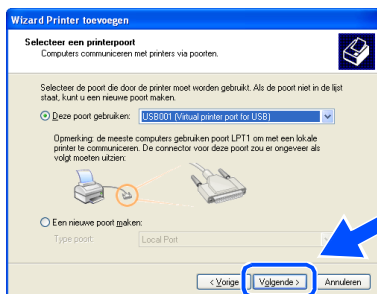 Wizard Printer toevoegen
Selecteer een printerpoort
Computers communiceren met printers via poorten.
Selecteer de poort die door de printer moet worden gebruikt. Als de poort niet in de lijst
staat, kunt u een nieuwe poort maken.
Deze poort gebruiken:
USB001 (Virtual printer port for USB)
Opmerking: de meeste computers gebruiken poort LPT1 om met een lokale
printer te communiceren. De connector voor deze poort zou er ongeveer als
volgt moeten uitzien:
Een nieuwe poort maken:
Type poort:
Local Port
< Vorige
Volgende >
Annuleren